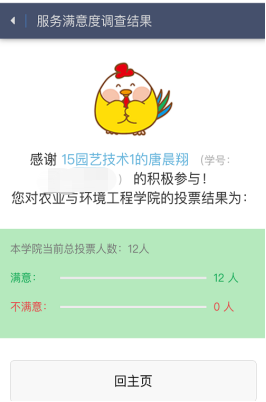 服务满意度调查结果
感谢 15园艺技术1的唐晨翔 （学号：
） 的积极参与！
您对农业与环境工程学院的投票结果为：
本学院当前总投票人数：12人
满意： 12 人
不满意： 0 人
回主页